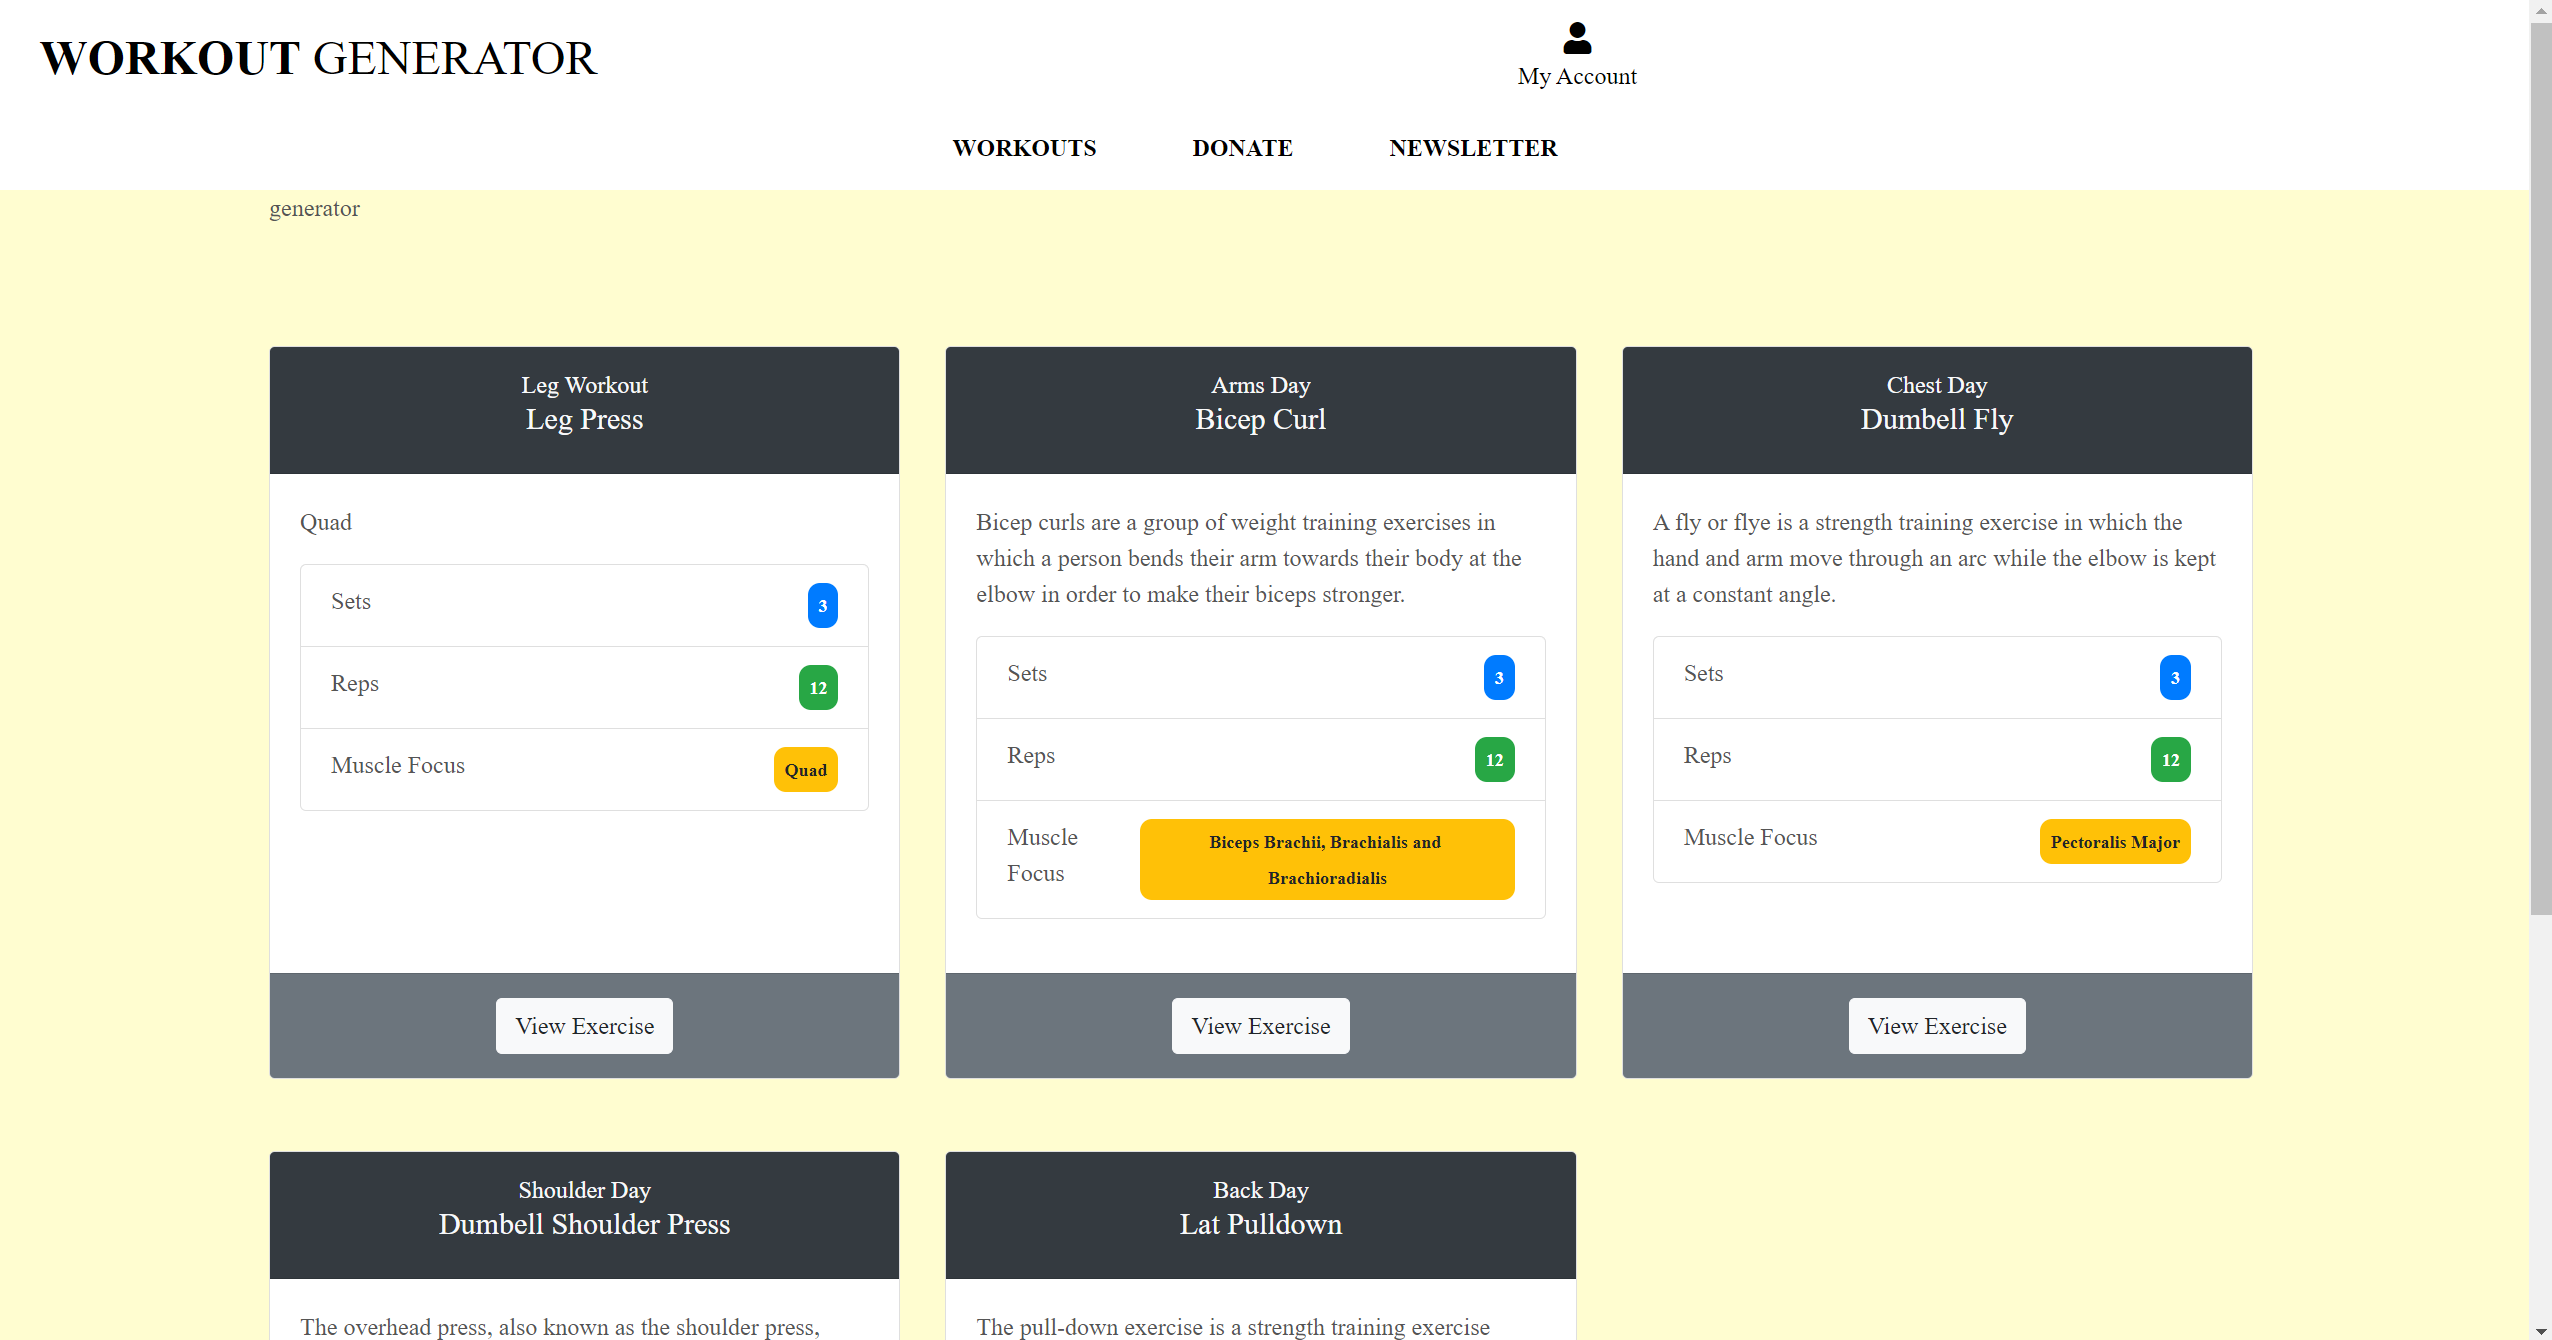 WORKOUT GENERATOR
My Account
WORKOUTS DONATE NEWSLETTER
generator
Leg Workout
Leg Press
Quad
Sets 3
Reps 12
Muscle Focus Quad
View Exercise
Arms Day
Bicep Curl
Bicep curls are a group of weight training exercises in
which a person bends their arm towards their body at the
elbow in order to make their biceps stronger.
Sets 3
Reps 12
Muscle
Focus
Biceps Brachii, Brachialis and
Brachioradialis
View Exercise
Chest Day
Dumbell Fly
A fly or flye is a strength training exercise in which the
hand and arm move through an arc while the elbow is kept
at a constant angle.
Sets 3
Reps 12
Muscle Focus Pectoralis Major
View Exercise
Shoulder Day
Dumbell Shoulder Press
The overhead press, also known as the shoulder press,
Back Day
Lat Pulldown
The pull-down exercise is a strength training exercise